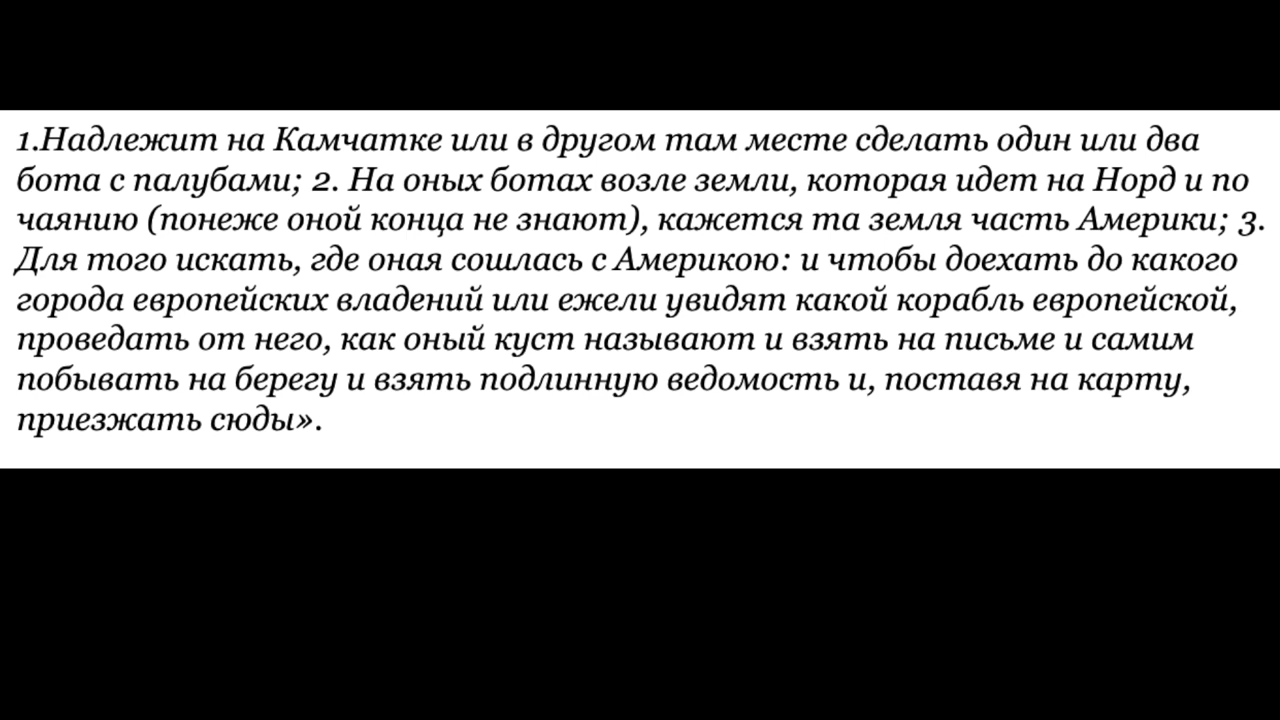 1.Надлежит на Камчатке или в другом там месте сделать один или два
бота с палубами; 2. На оных ботах возле земли, которая идет на Норд и по
чаянию (понеже оной конца не знают), кажется та земля часть Америки; 3.
Для того искать, где оная сошлась с Америкою: и чтобы доехать до какого
города европейских владений или ежели увидят какой корабль европейской,
проведать от него, как оный куст называют и взять на письме и самим
побывать на берегу и взять подлинную ведомость и, поставя на карту,
приезжать сюды».